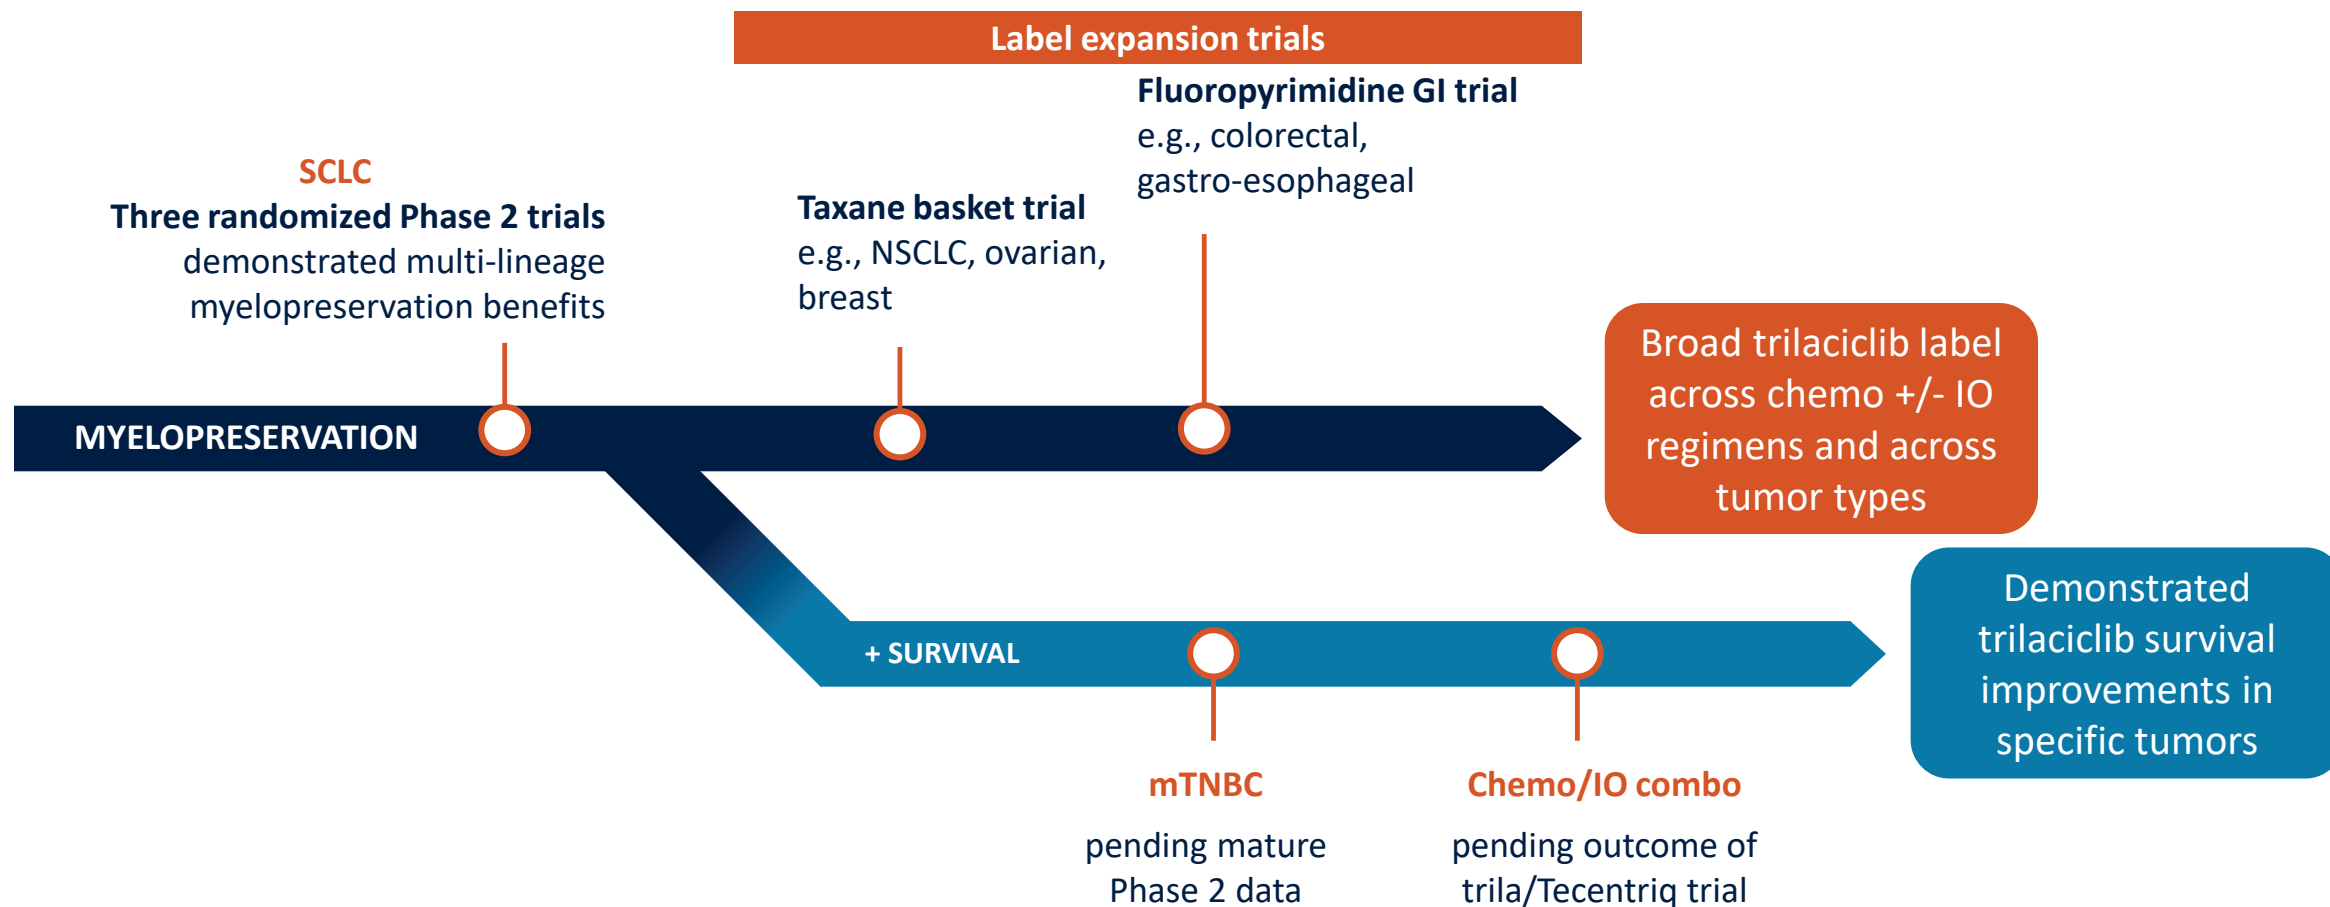 Label expansion trials
Fluoropyrimidine GI trial
e.g., colorectal,
gastro-esophageal
SCLC
Three randomized Phase 2 trials
demonstrated multi-lineage
myelopreservation benefits
Taxane basket trial
e.g., NSCLC, ovarian,
breast
MYELOPRESERVATION
Broad trilaciclib label
across chemo +/- IO
regimens and across
tumor types
+ SURVIVAL
Demonstrated
trilaciclib survival
improvements in
specific tumors
mTNBC
pending mature
Phase 2 data
Chemo/IO combo
pending outcome of
trila/Tecentriq trial